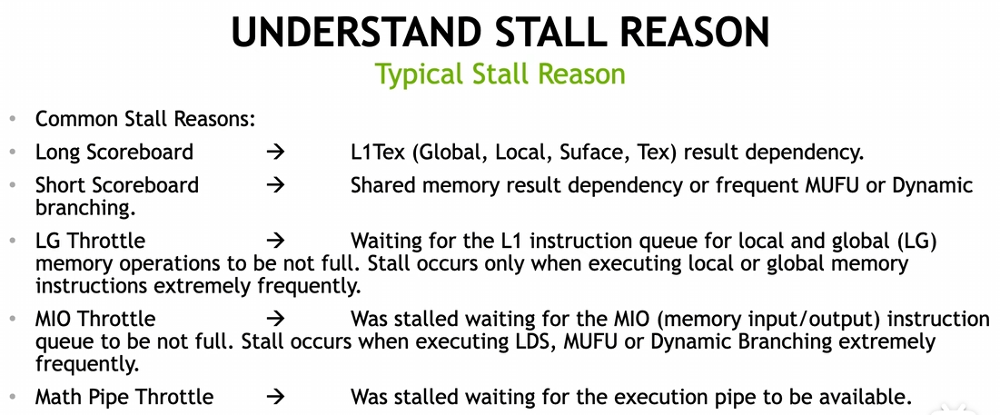 UNDERSTAND STALL REASON
Typical Stall Reason
• Common Stall Reasons:
• Long Scoreboard → L1Tex (Global, Local, Suface, Tex) result dependency.
• Short Scoreboard → Shared memory result dependency or frequent MUFU or Dynamic
branching.
• LG Throttle → Waiting for the L1 instruction queue for local and global (LG)
memory operations to be not full. Stall occurs only when executing local or global memory
instructions extremely frequently.
• MIO Throttle → Was stalled waiting for the MIO (memory input/output) instruction
queue to be not full. Stall occurs when executing LDS, MUFU or Dynamic Branching extremely
frequently.
• Math Pipe Throttle → Was stalled waiting for the execution pipe to be available.